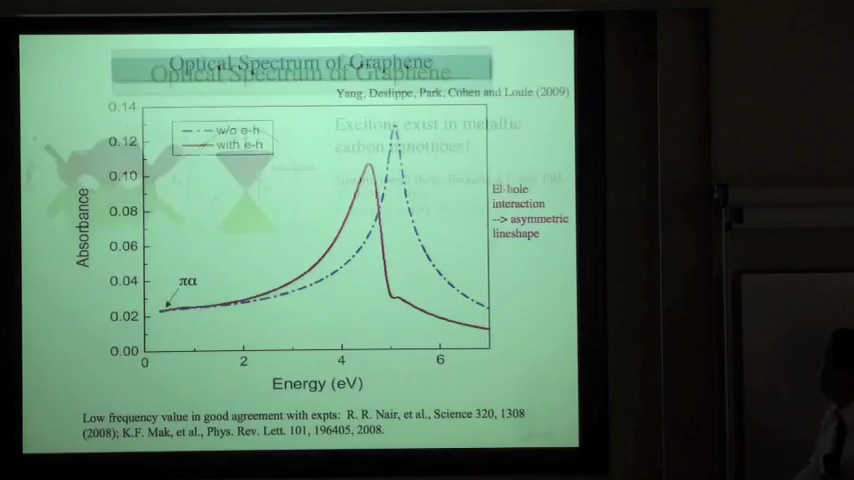 Optical Spectrum of Graphene
Optical Spectrum of Graphene
Yang, Deslippe, Park, Cohen and Louie (2009)
Excitons exist in metallic
carbon nanotubes!
0.14
0.12
0.10
0.08
0.06
0.04
0.02
0.00
Absorbance
w/o e-h
with e-h
El-hole
interaction
--> asymmetric
lineshape
πα
0
2
4
6
Energy (eV)
Low frequency value in good agreement with expts: R. R. Nair, et al., Science 320, 1308
(2008); K.F. Mak, et al., Phys. Rev. Lett. 101, 196405, 2008.